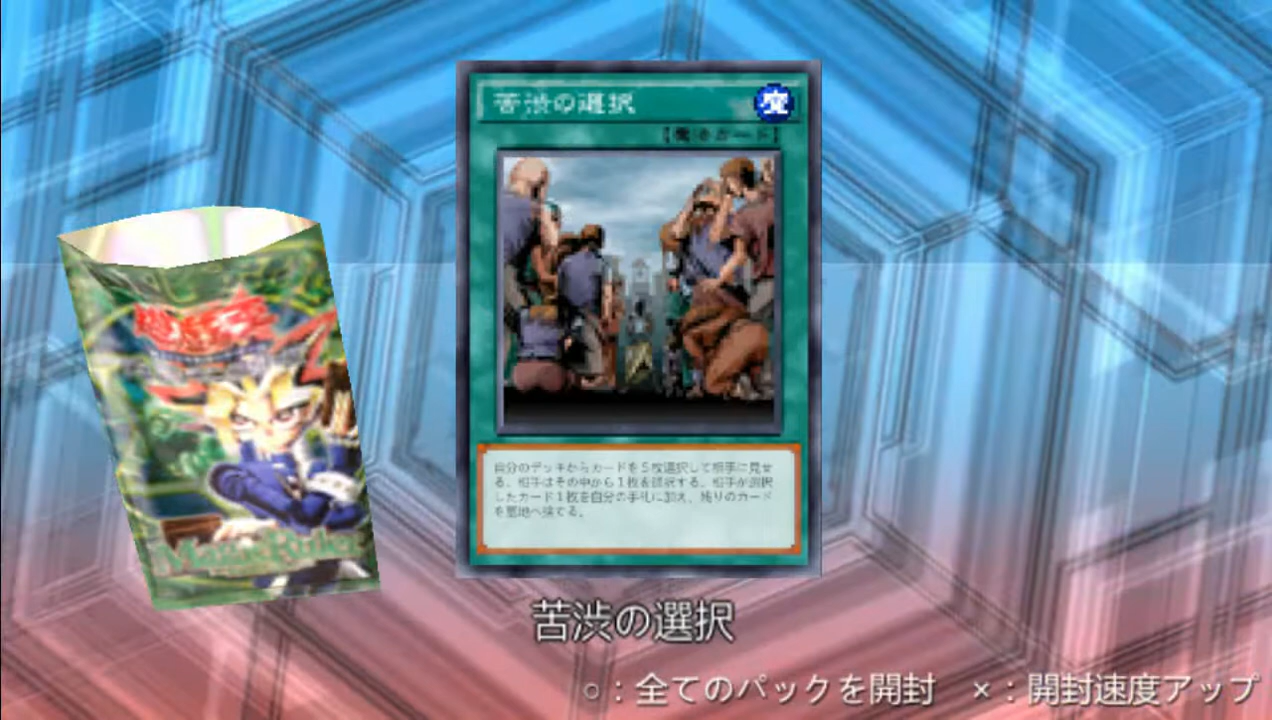 苦渋の選択
【魔法カード】
自分のデッキからカードを５枚選択して相手に見せ
る。相手はその中から１枚を選択する。相手が選択
したカード１枚を自分の手札に加え、残りのカード
を墓地へ捨てる。
遊☆戯☆王
Magic Ruler
苦渋の選択
○：全てのパックを開封　×：開封速度アップ